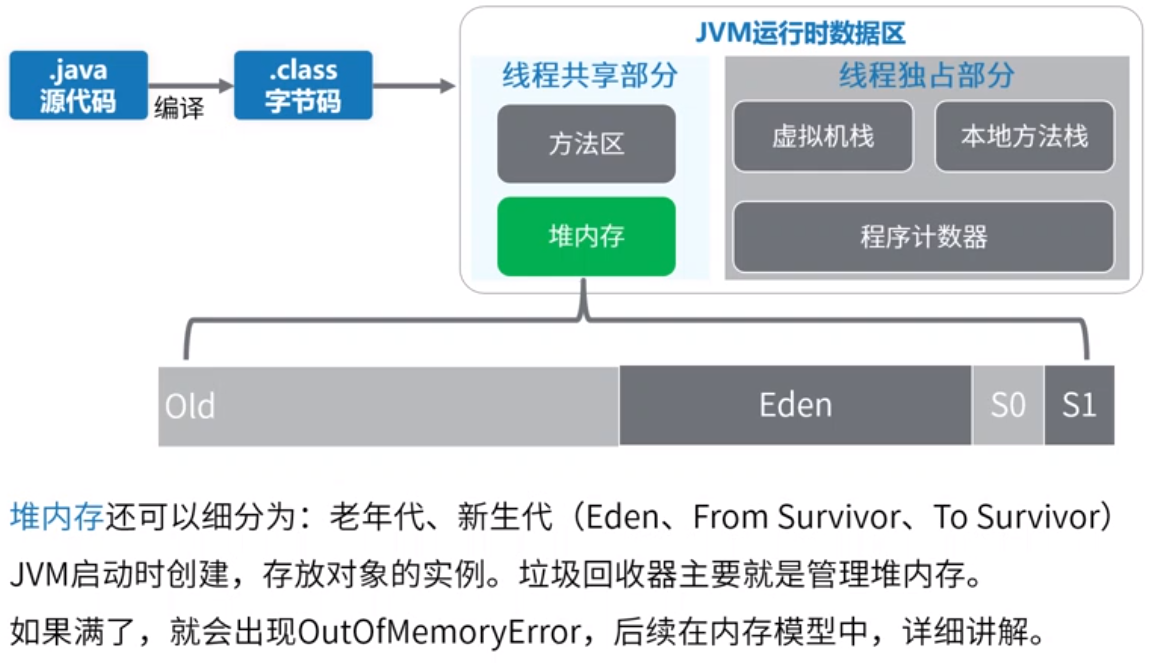 JVM运行时数据区
.java
源代码
编译
.class
字节码
线程共享部分
线程独占部分
方法区
虚拟机栈
本地方法栈
堆内存
程序计数器
Old
Eden
S0
S1
堆内存还可以细分为：老年代、新生代（Eden、From Survivor、To Survivor）
JVM启动时创建，存放对象的实例。垃圾回收器主要就是管理堆内存。
如果满了，就会出现OutOfMemoryError，后续在内存模型中，详细讲解。